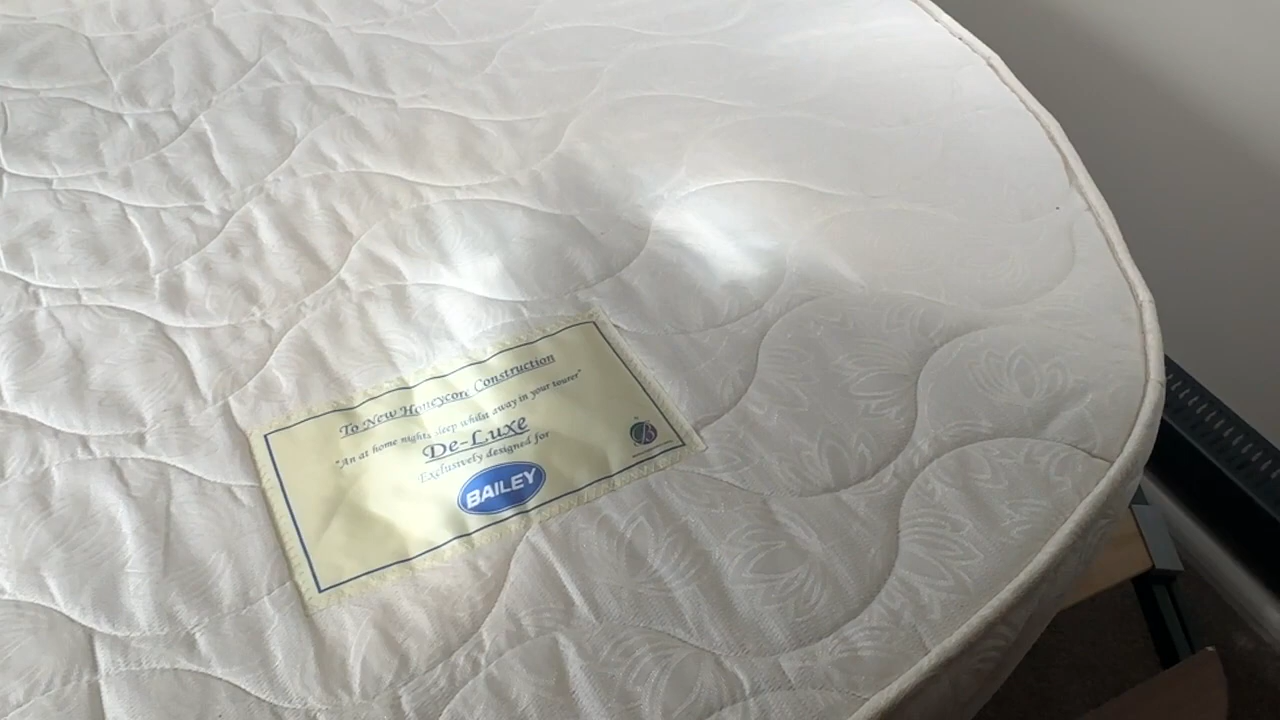 To New Honeycore Construction
"An at home nights sleep whilst away in your tourer"
De-Luxe
Exclusively designed for
BAILEY
B